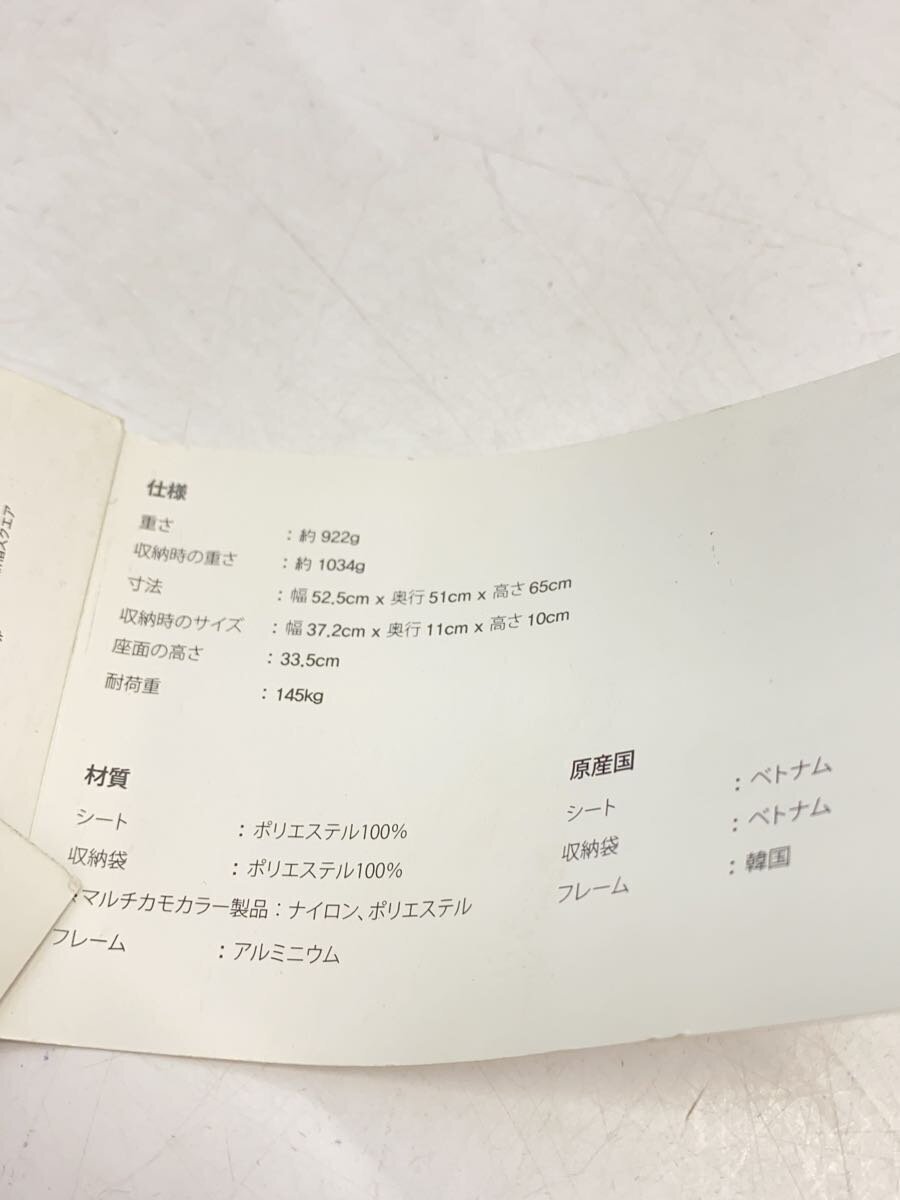 仕様
重さ : 約 922g
収納時の重さ : 約 1034g
寸法 : 幅 52.5cm x 奥行 51cm x 高さ 65cm
収納時のサイズ : 幅 37.2cm x 奥行 11cm x 高さ 10cm
座面の高さ : 33.5cm
耐荷重 : 145kg
材質
シート : ポリエステル100%
収納袋 : ポリエステル100%
マルチカモカラー製品 : ナイロン、ポリエステル
フレーム : アルミニウム
原産国
シート : ベトナム
収納袋 : ベトナム
フレーム : 韓国
スクエア